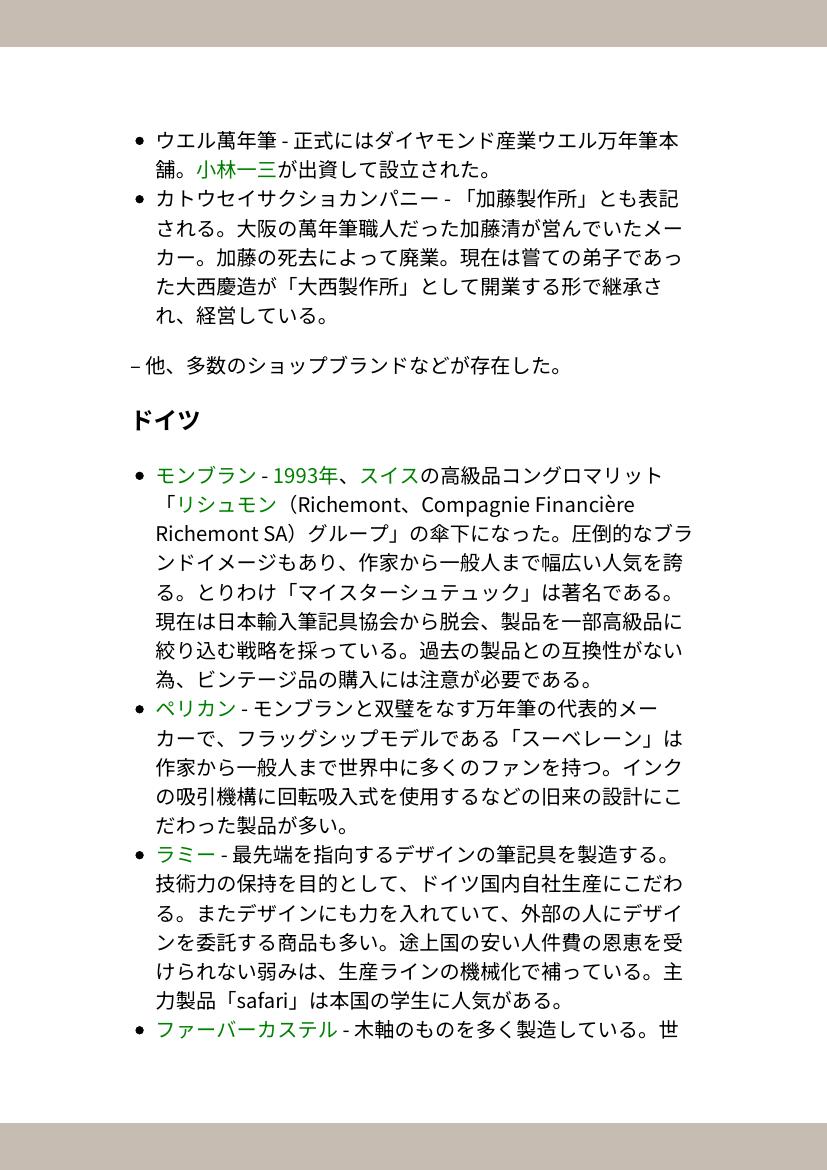 • ウエル萬年筆 - 正式にはダイヤモンド産業ウエル万年筆本
舗。小林一三が出資して設立された。
• カトウセイサクショカンパニー - 「加藤製作所」とも表記
される。大阪の萬年筆職人だった加藤清が営んでいたメー
カー。加藤の死去によって廃業。現在は嘗ての弟子であっ
た大西慶造が「大西製作所」として開業する形で継承さ
れ、経営している。
– 他、多数のショップブランドなどが存在した。
ドイツ
• モンブラン - 1993年、スイスの高級品コングロマリット
「リシュモン（Richemont、Compagnie Financière
Richemont SA）グループ」の傘下になった。圧倒的なブラ
ンドイメージもあり、作家から一般人まで幅広い人気を誇
る。とりわけ「マイスターシュテュック」は著名である。
現在は日本輸入筆記具協会から脱会、製品を一部高級品に
絞り込む戦略を採っている。過去の製品との互換性がない
為、ビンテージ品の購入には注意が必要である。
• ペリカン - モンブランと双璧をなす万年筆の代表的メー
カーで、フラッグシップモデルである「スーベレーン」は
作家から一般人まで世界中に多くのファンを持つ。インク
の吸引機構に回転吸入式を使用するなどの旧来の設計にこ
だわった製品が多い。
• ラミー - 最先端を指向するデザインの筆記具を製造する。
技術力の保持を目的として、ドイツ国内自社生産にこだわ
る。またデザインにも力を入れていて、外部の人にデザイ
ンを委託する商品も多い。途上国の安い人件費の恩恵を受
けられない弱みは、生産ラインの機械化で補っている。主
力製品「safari」は本国の学生に人気がある。
• ファーバーカステル - 木軸のものを多く製造している。世